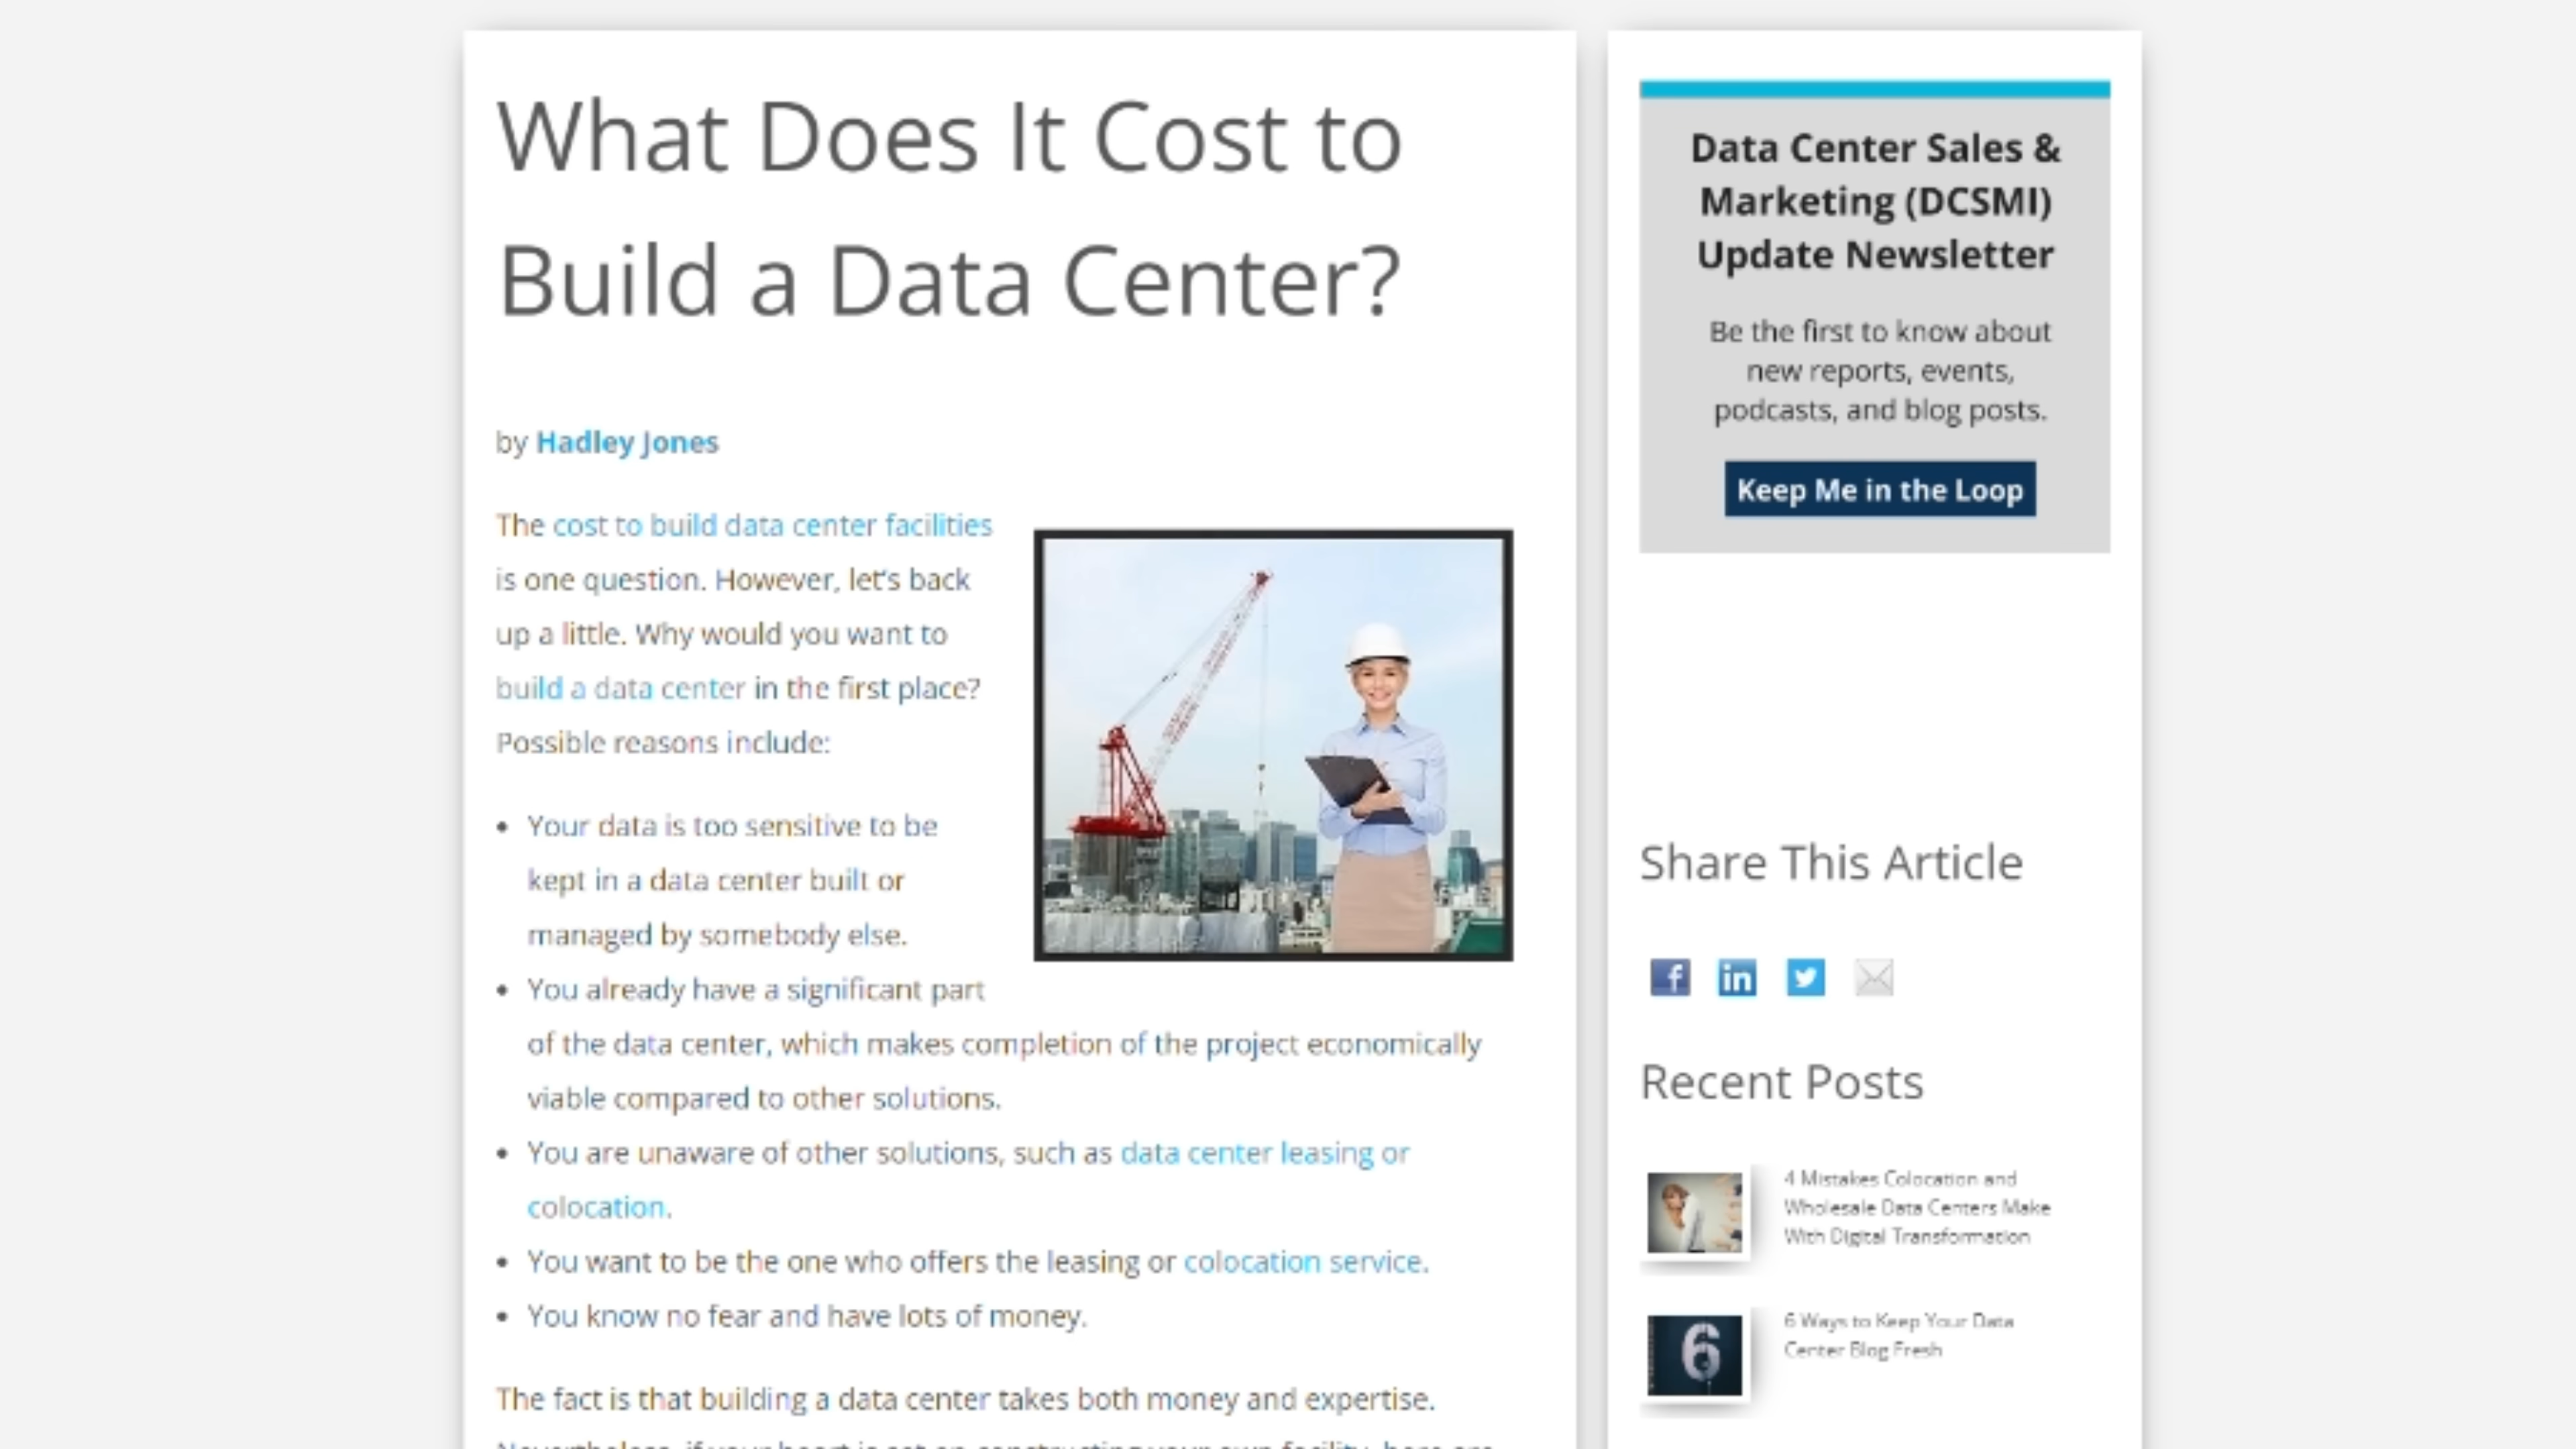 What Does It Cost to
Build a Data Center?
by Hadley Jones
The cost to build data center facilities
is one question. However, let's back
up a little. Why would you want to
build a data center in the first place?
Possible reasons include:
• Your data is too sensitive to be
kept in a data center built or
managed by somebody else.
• You already have a significant part
of the data center, which makes completion of the project economically
viable compared to other solutions.
• You are unaware of other solutions, such as data center leasing or
colocation.
• You want to be the one who offers the leasing or colocation service.
• You know no fear and have lots of money.
The fact is that building a data center takes both money and expertise.
Data Center Sales &
Marketing (DCSMI)
Update Newsletter
Be the first to know about
new reports, events,
podcasts, and blog posts.
Keep Me in the Loop
Share This Article
f
in
Recent Posts
4 Mistakes Colocation and
Wholesale Data Centers Make
With Digital Transformation
6
6 Ways to Keep Your Data
Center Blog Fresh